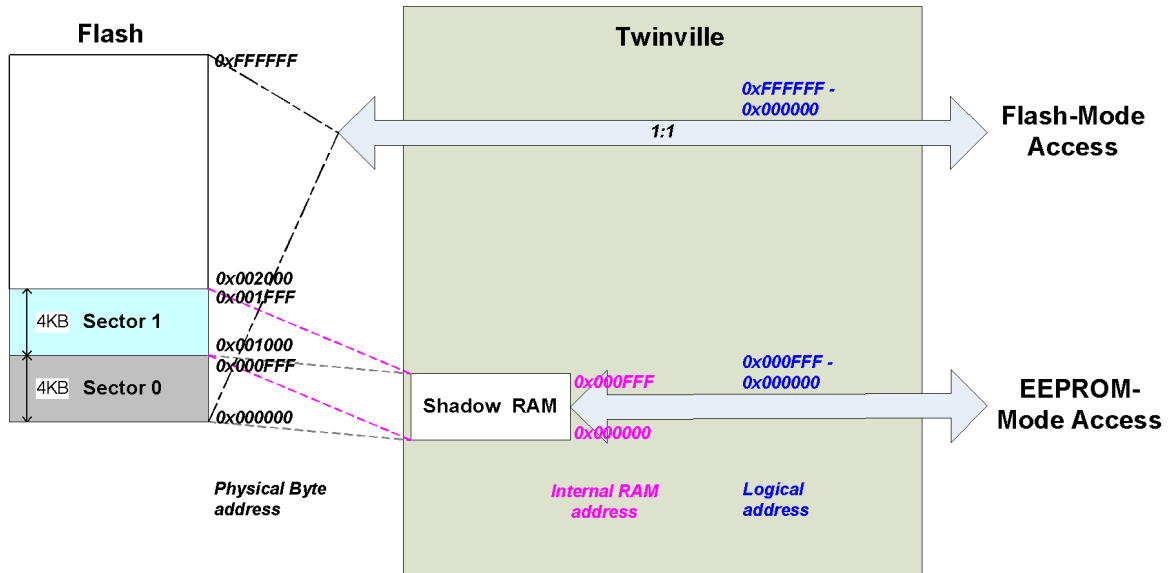 Flash
Twinville
0xFFFFFF
0xFFFFFF -
0x000000
1:1
Flash-Mode
Access
0x002000
0x001FFF
4KB Sector 1
0x001000
0x000FFF
4KB Sector 0
0x000000
Shadow RAM
0x000FFF
0x000000
0x000FFF -
0x000000
EEPROM-
Mode Access
Physical Byte
address
Internal RAM
address
Logical
address